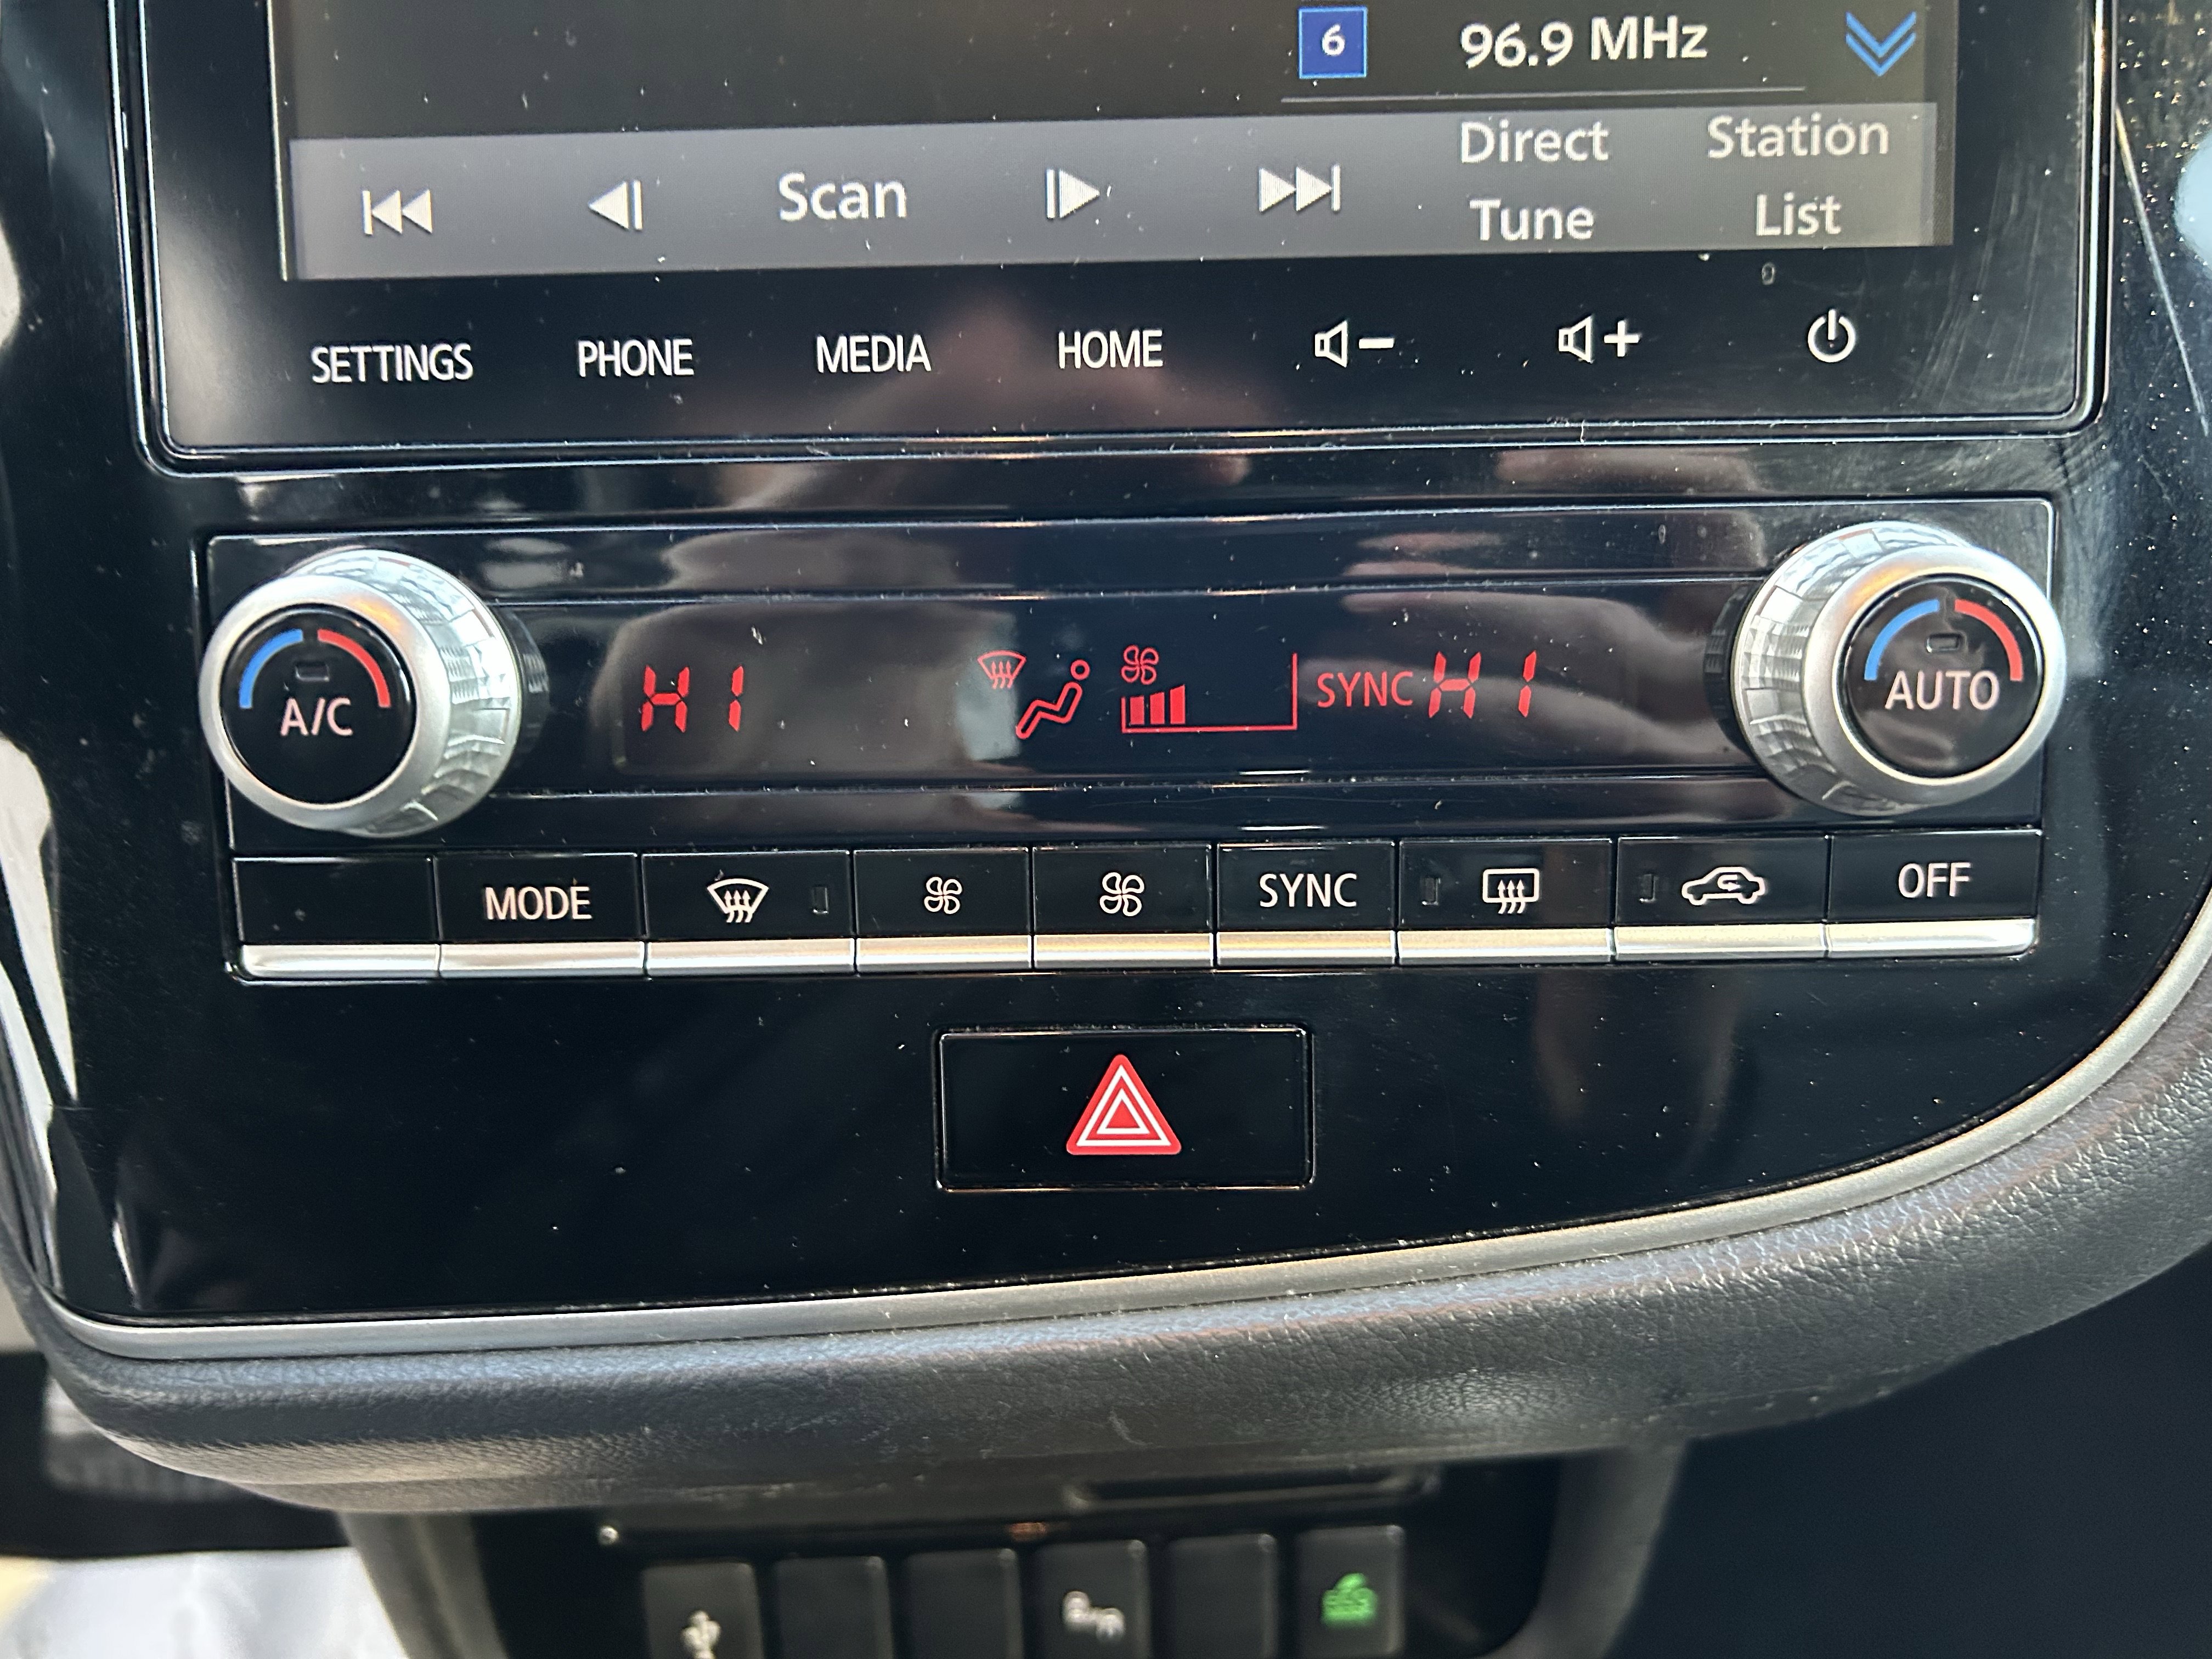 6 96.9 MHz
Scan Direct Tune Station List
SETTINGS PHONE MEDIA HOME - +
A/C HI SYNC HI AUTO
MODE SYNC OFF